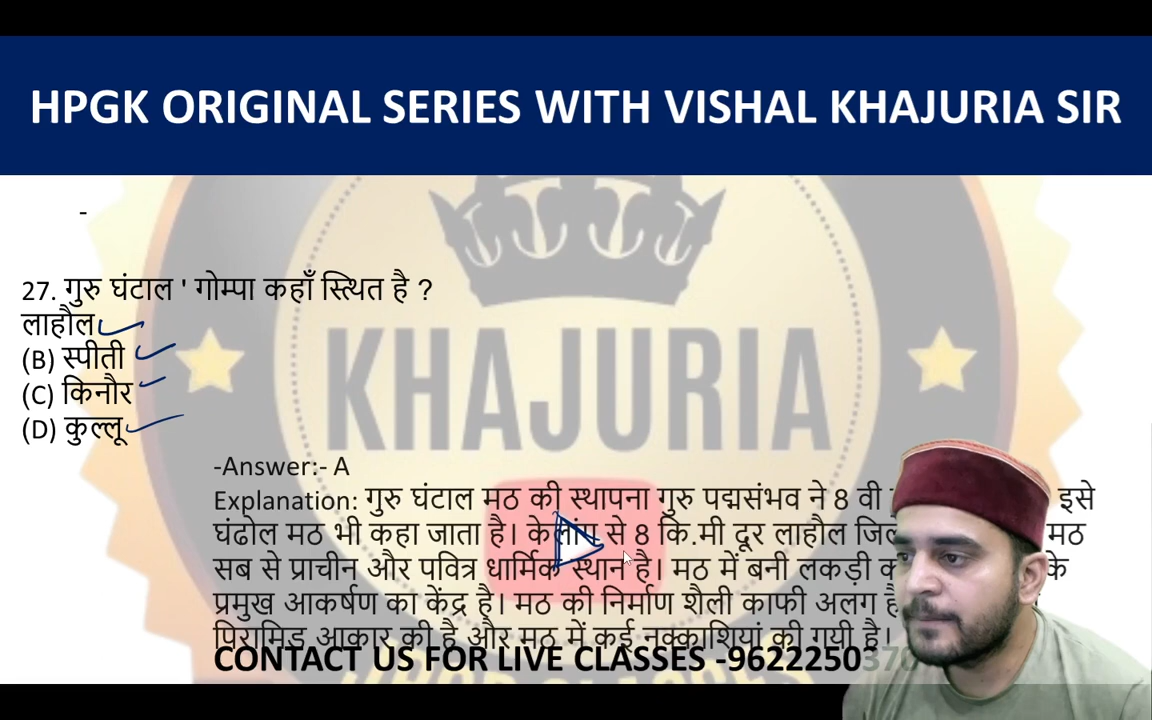 HPGK ORIGINAL SERIES WITH VISHAL KHAJURIA SIR
-
27. गुरु घंटाल ' गोम्पा कहाँ स्त्थित है ?
लाहौल
(B) स्पीती
(C) किनौर
(D) कुल्लू
KHAJURIA
-Answer:- A
Explanation: गुरु घंटाल मठ की स्थापना गुरु पद्मसंभव ने 8 वी इसे
घंढोल मठ भी कहा जाता है। केलांग से 8 कि.मी दूर लाहौल मठ
सब से प्राचीन और पवित्र धार्मिक स्थान है। मठ में बनी लकड़ी के
प्रमुख आकर्षण का केंद्र है। मठ की निर्माण शैली काफी अलग
पिरामिड आकार की है और मठ में कई नक्काशियां की गयी है।
CONTACT US FOR LIVE CLASSES -9622250370